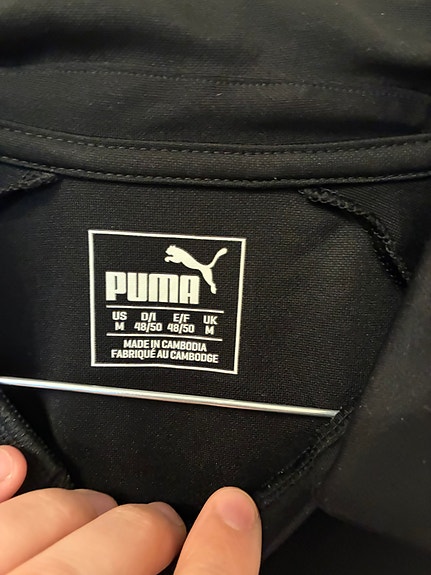 PUMA
US D/I E/F UK
M 48/50 48/50 M
MADE IN CAMBODIA
FABRIQUÉ AU CAMBODGE